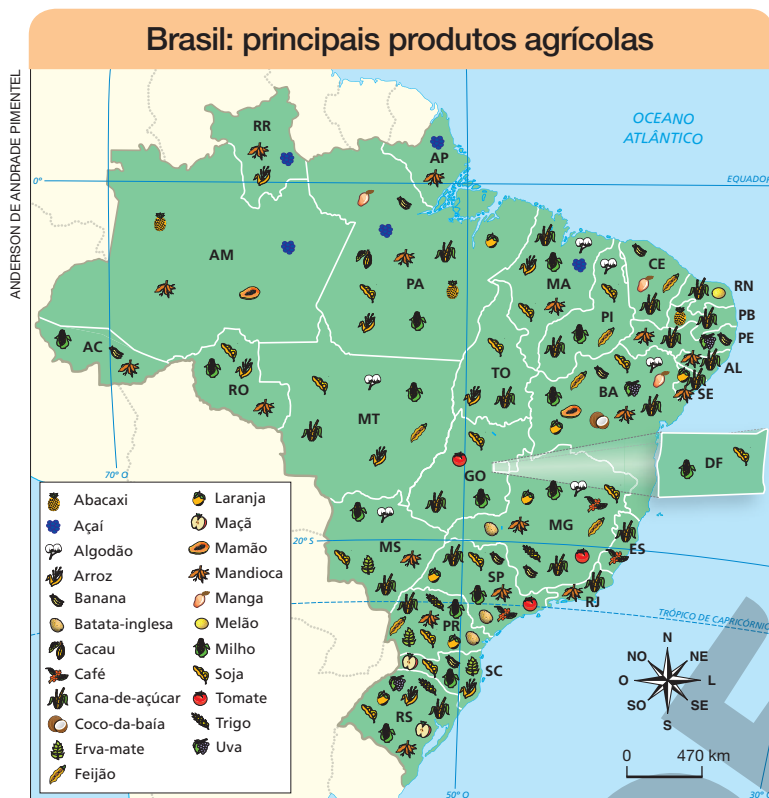 Brasil: principais produtos agrícolas
ANDERSON DE ANDRADE PIMENTEL
OCEANO
ATLÂNTICO
RR
AP
0°
EQUADOR
AM
PA
MA
CE
RN
PI
PB
PE
AC
TO
AL
RO
BA
SE
MT
DF
GO
70° O
MG
20° S
MS
ES
SP
RJ
TRÓPICO DE CAPRICÓRNIO
PR
SC
RS
Abacaxi
Açaí
Algodão
Arroz
Banana
Batata-inglesa
Cacau
Café
Cana-de-açúcar
Coco-da-baía
Erva-mate
Feijão
Laranja
Maçã
Mamão
Mandioca
Manga
Melão
Milho
Soja
Tomate
Trigo
Uva
N
NO NE
O L
SO SE
S
0 470 km
50° O
30° O